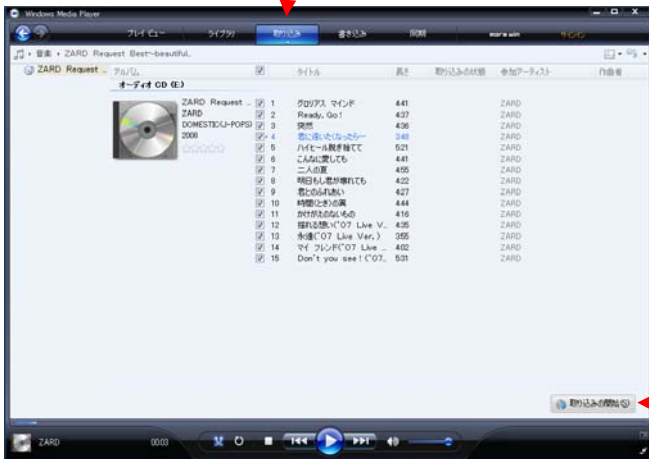 Windows Media Player
プレイ ビュー ライブラリ 取り込み 書き込み 同期 サインイン
音楽 ZARD Request Best~beautiful.
ZARD Request .. アルバム タイトル 長さ 取り込みの状態 参加アーティスト 作曲者
オーディオ CD (E:)
ZARD Request .. 1 グロリアス マインド 4:41 ZARD
ZARD 2 Ready, Go! 4:37 ZARD
DOMESTIC(J-POPS) 3 突然 4:36 ZARD
2008 4 君に逢いたくなったら… 3:48 ZARD
5 ハイヒール脱ぎ捨てて 5:21 ZARD
6 こんなに愛しても 4:41 ZARD
7 二人の夏 4:55 ZARD
8 明日もし君が壊れても 4:22 ZARD
9 君とのふれあい 4:27 ZARD
10 時間(とき)の翼 4:44 ZARD
11 かけがえのないもの 4:16 ZARD
12 揺れる想い('07 Live V.. 4:35 ZARD
13 永遠('07 Live Ver.) 3:55 ZARD
14 マイ フレンド('07 Live .. 4:02 ZARD
15 Don't you see!('07.. 5:31 ZARD
取り込みの開始(S)
ZARD 00:03